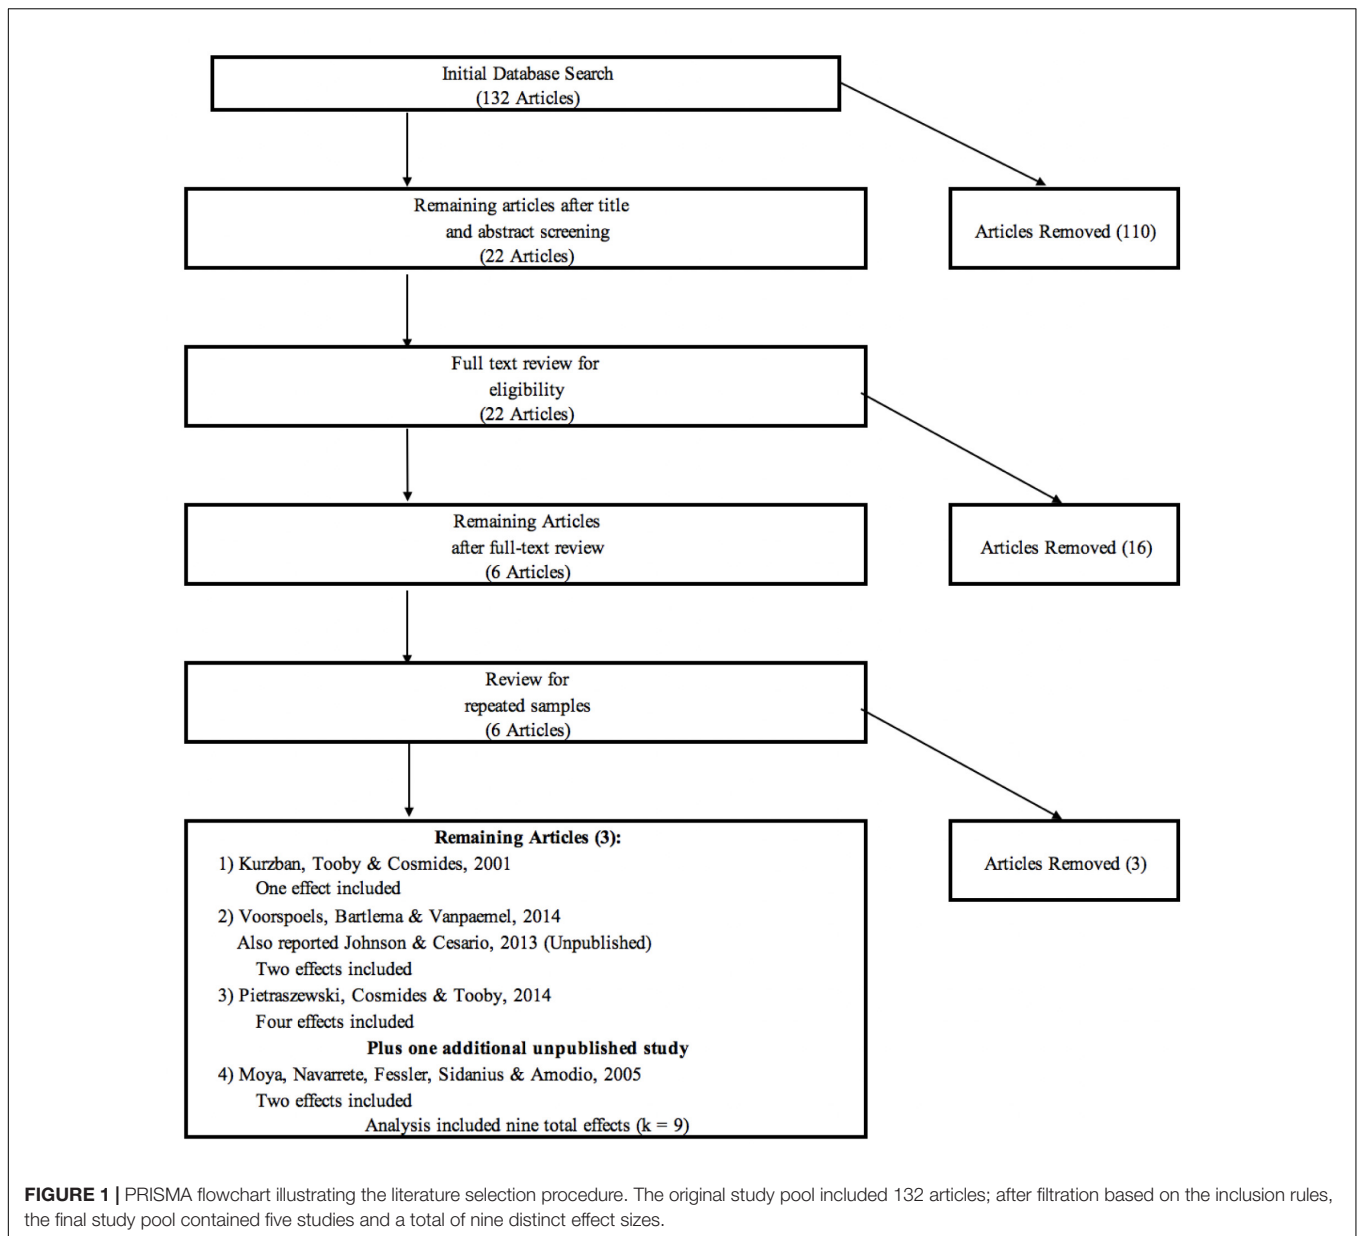 Initial Database Search
(132 Articles)
Remaining articles after title
and abstract screening
(22 Articles)
Articles Removed (110)
Full text review for
eligibility
(22 Articles)
Remaining Articles
after full-text review
(6 Articles)
Articles Removed (16)
Review for
repeated samples
(6 Articles)
Remaining Articles (3):
1) Kurzban, Tooby & Cosmides, 2001
One effect included
2) Voorspoels, Bartlema & Vanpaemel, 2014
Also reported Johnson & Cesario, 2013 (Unpublished)
Two effects included
3) Pietraszewski, Cosmides & Tooby, 2014
Four effects included
Plus one additional unpublished study
4) Moya, Navarrete, Fessler, Sidanius & Amodio, 2005
Two effects included
Analysis included nine total effects (k = 9)
Articles Removed (3)
FIGURE 1 | PRISMA flowchart illustrating the literature selection procedure. The original study pool included 132 articles; after filtration based on the inclusion rules,
the final study pool contained five studies and a total of nine distinct effect sizes.